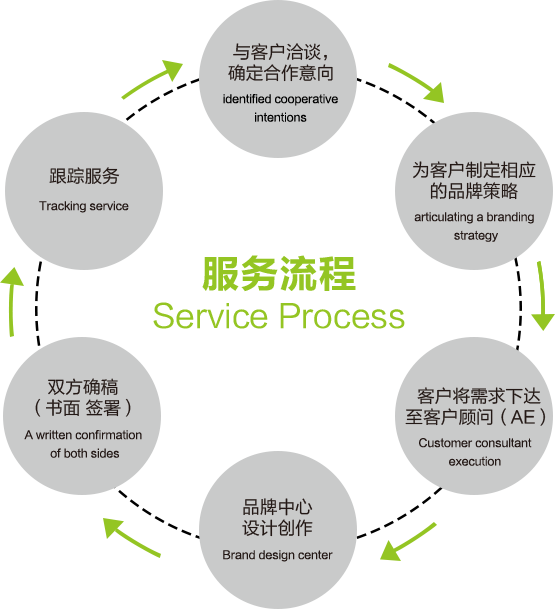 与客户洽谈，
确定合作意向
identified cooperative
intentions
为客户制定相应
的品牌策略
articulating a branding
strategy
客户将需求下达
至客户顾问（AE）
Customer consultant
execution
品牌中心
设计创作
Brand design center
双方确稿
（书面 签署）
A written confirmation
of both sides
跟踪服务
Tracking service
服务流程
Service Process